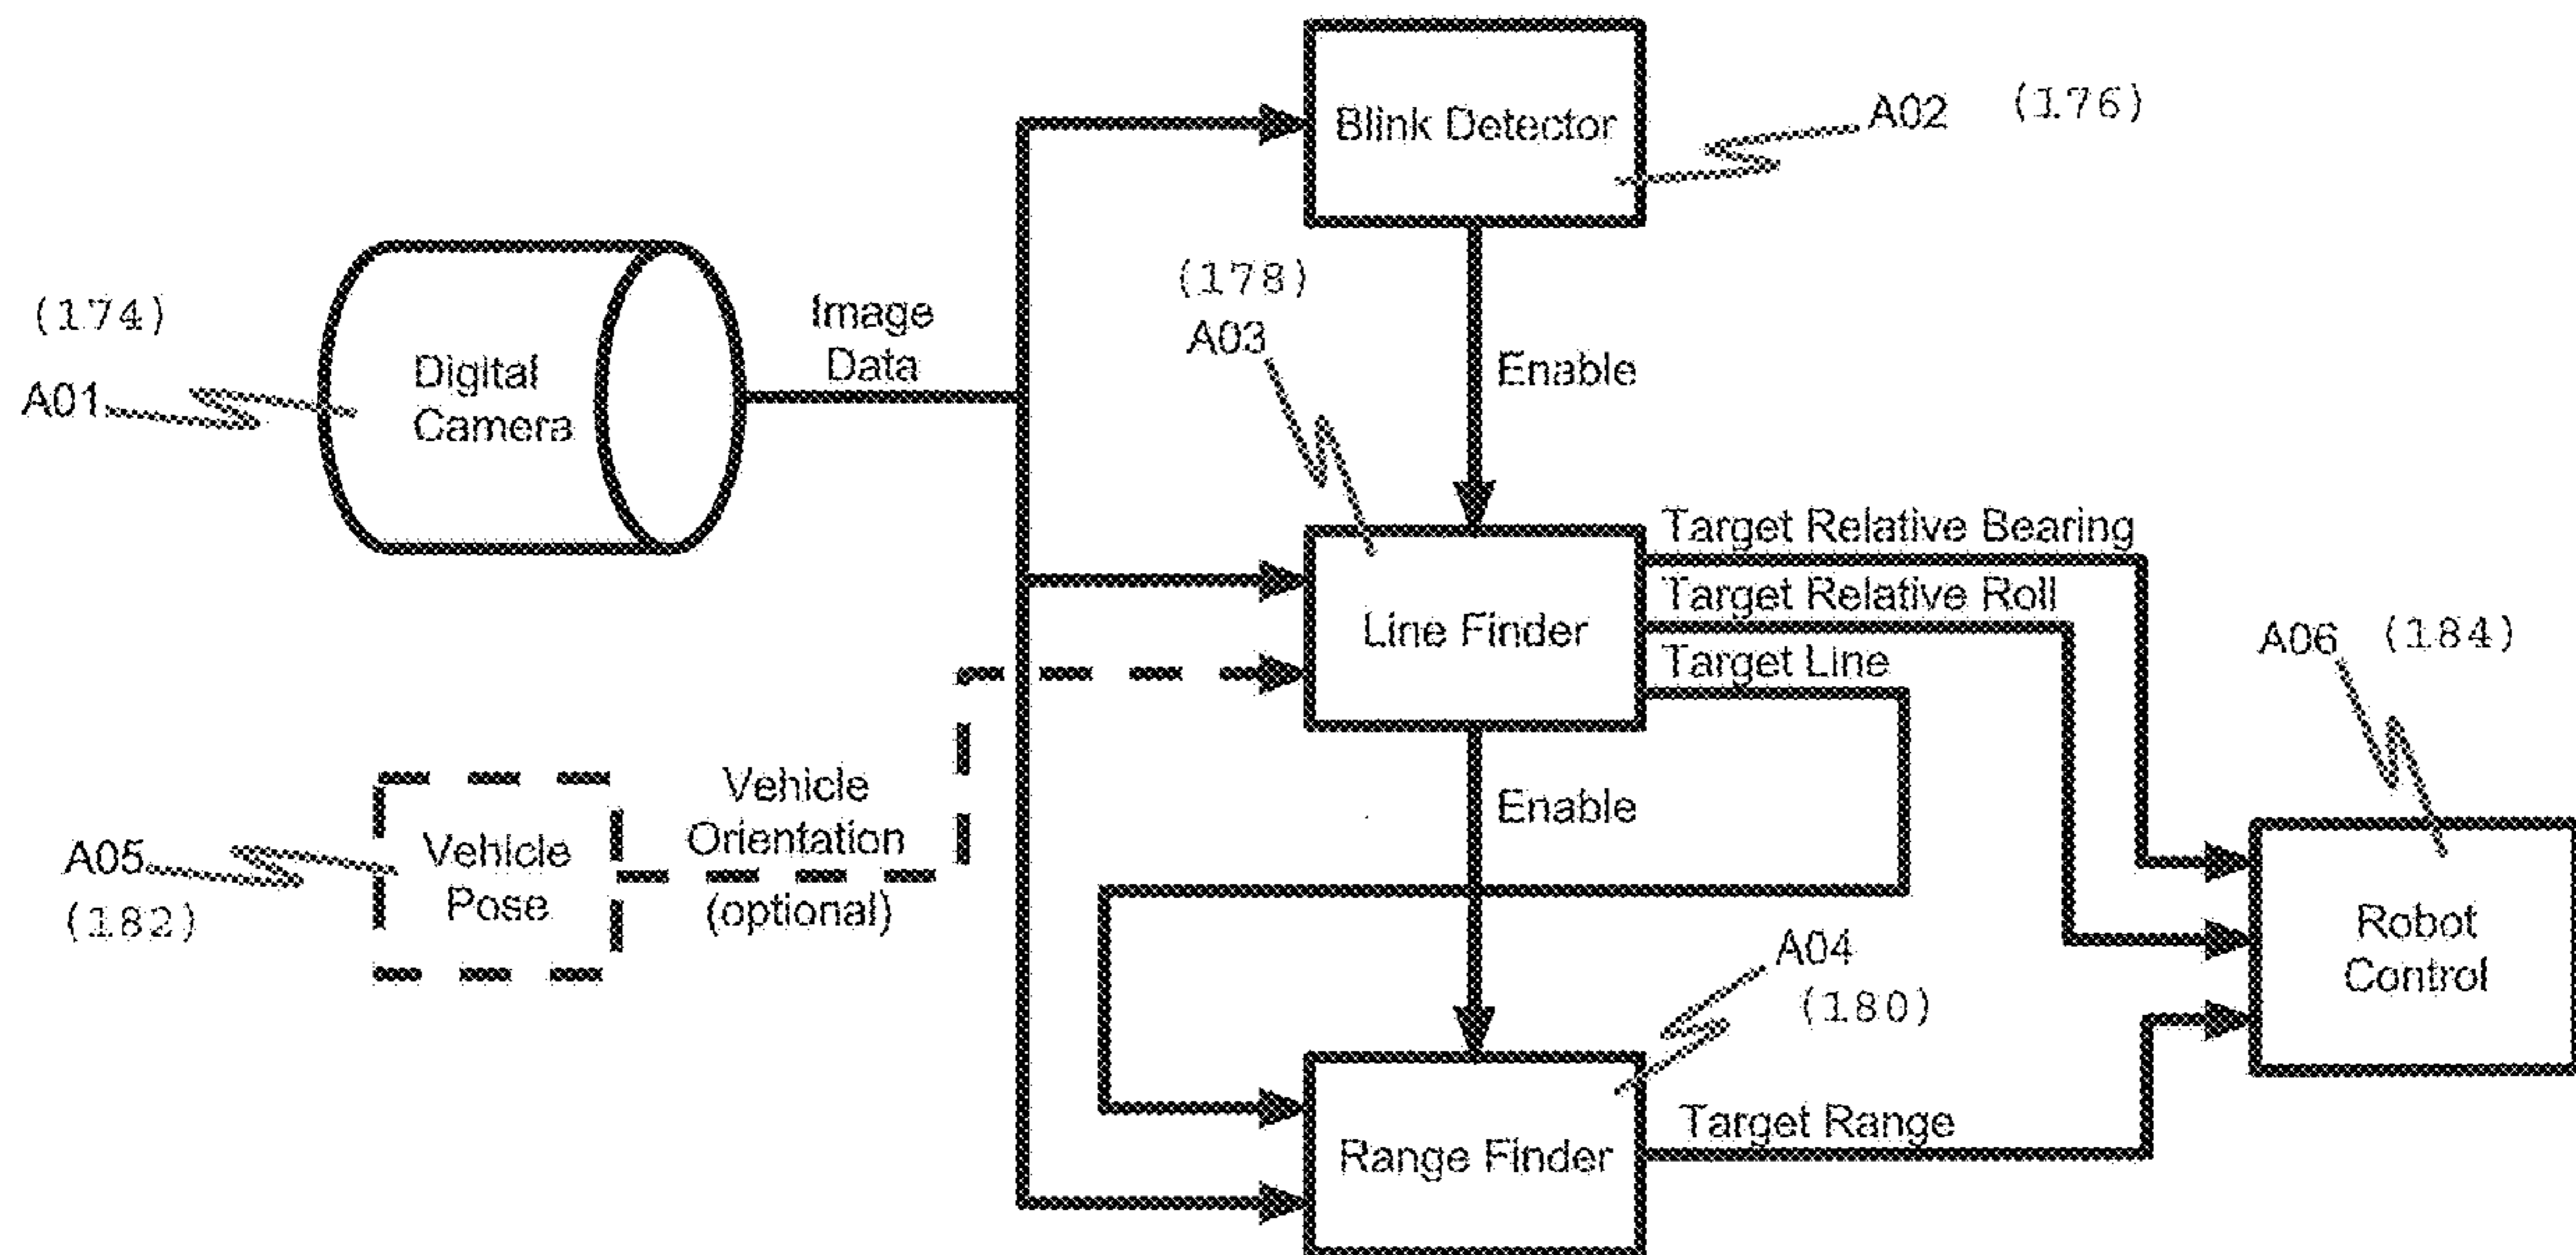 Blink Detector
A02 (176)
(174)
A01
Digital
Camera
Image
Data
(178)
A03
Enable
Line Finder
Target Relative Bearing
Target Relative Roll
Target Line
A06 (184)
Vehicle
Pose
A05
(182)
Vehicle
Orientation
(optional)
Enable
A04
(180)
Robot
Control
Range Finder
Target Range